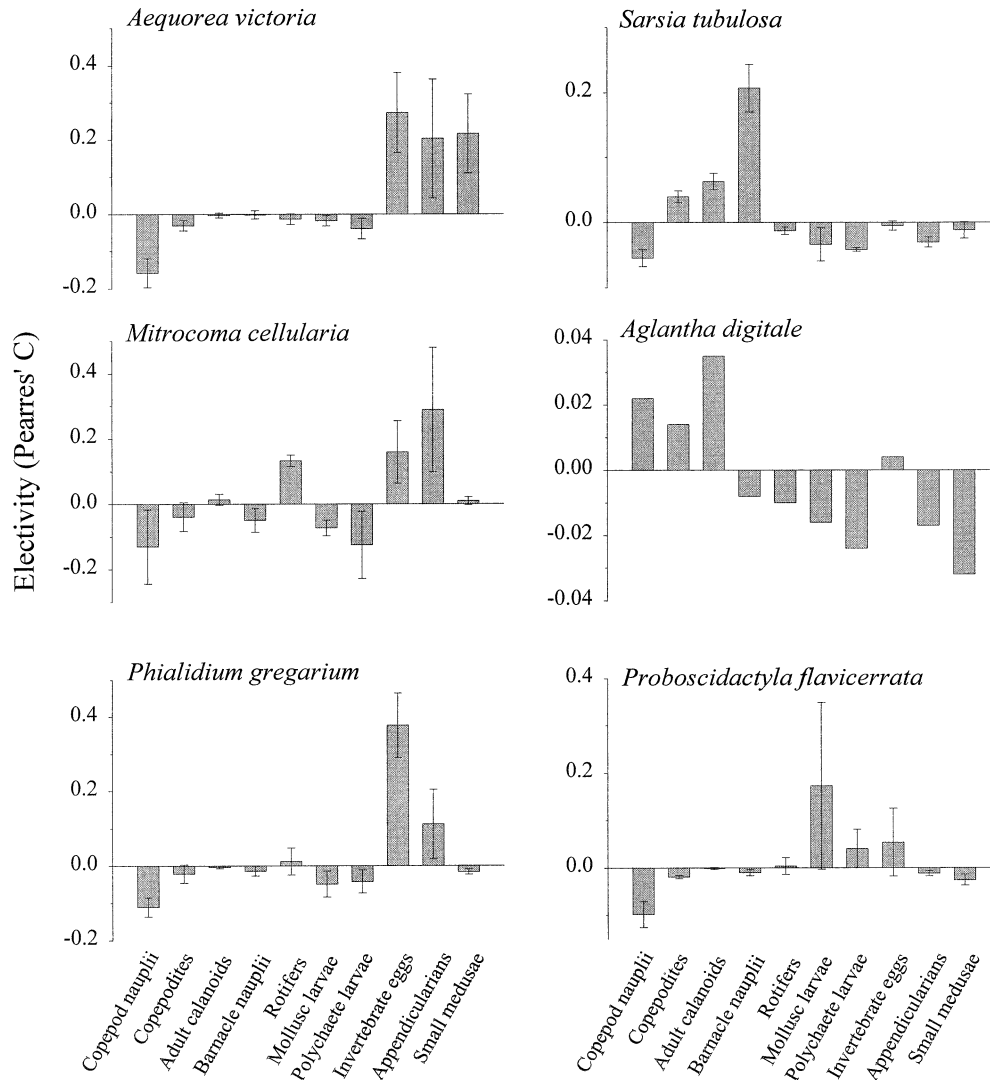 Aequorea victoria
0.4
0.2
0.0
-0.2
Sarsia tubulosa
0.2
0.0
Electivity (Pearres' C)
Mitrocoma cellularia
0.4
0.2
0.0
-0.2
Aglantha digitale
0.04
0.02
0.00
-0.02
-0.04
Phialidium gregarium
0.4
0.2
0.0
-0.2
Proboscidactyla flavicerrata
0.4
0.2
0.0
Copepod nauplii
Copepodites
Adult calanoids
Barnacle nauplii
Rotifers
Mollusc larvae
Polychaete larvae
Invertebrate eggs
Appendicularians
Small medusae
Copepod nauplii
Copepodites
Adult calanoids
Barnacle nauplii
Rotifers
Mollusc larvae
Polychaete larvae
Invertebrate eggs
Appendicularians
Small medusae